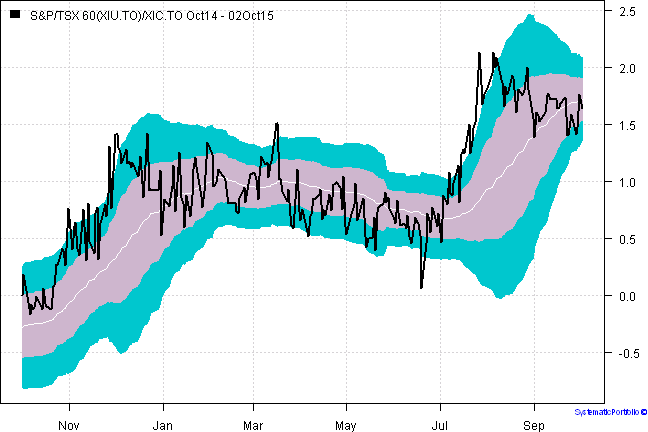 S&P/TSX 60(XIU.TO)/XIC.TO Oct14 - 02Oct15
2.5
2.0
1.5
1.0
0.5
0.0
-0.5
SystematicPortfolio ©
Nov Jan Mar May Jul Sep